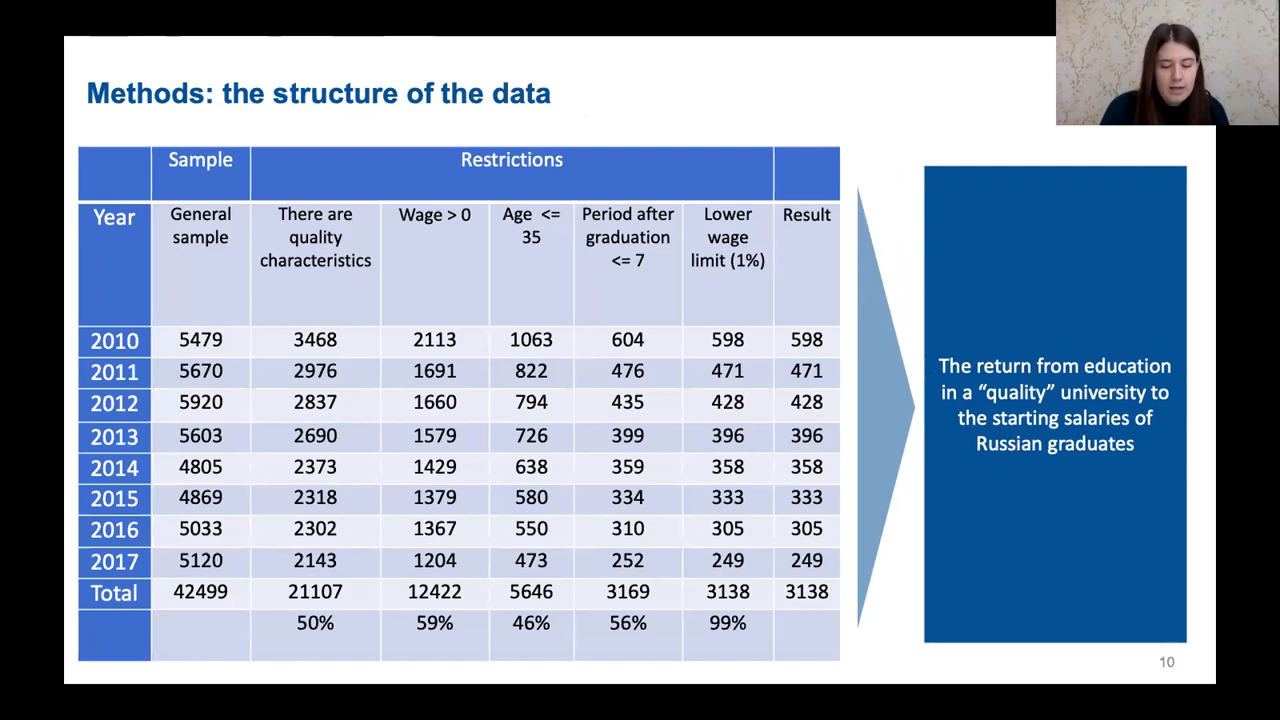 Methods: the structure of the data
Sample Restrictions
Year General sample There are quality characteristics Wage > 0 Age <= 35 Period after graduation <= 7 Lower wage limit (1%) Result
2010 5479 3468 2113 1063 604 598 598
2011 5670 2976 1691 822 476 471 471
2012 5920 2837 1660 794 435 428 428
2013 5603 2690 1579 726 399 396 396
2014 4805 2373 1429 638 359 358 358
2015 4869 2318 1379 580 334 333 333
2016 5033 2302 1367 550 310 305 305
2017 5120 2143 1204 473 252 249 249
Total 42499 21107 12422 5646 3169 3138 3138
50% 59% 46% 56% 99%
The return from education
in a “quality” university to
the starting salaries of
Russian graduates
10